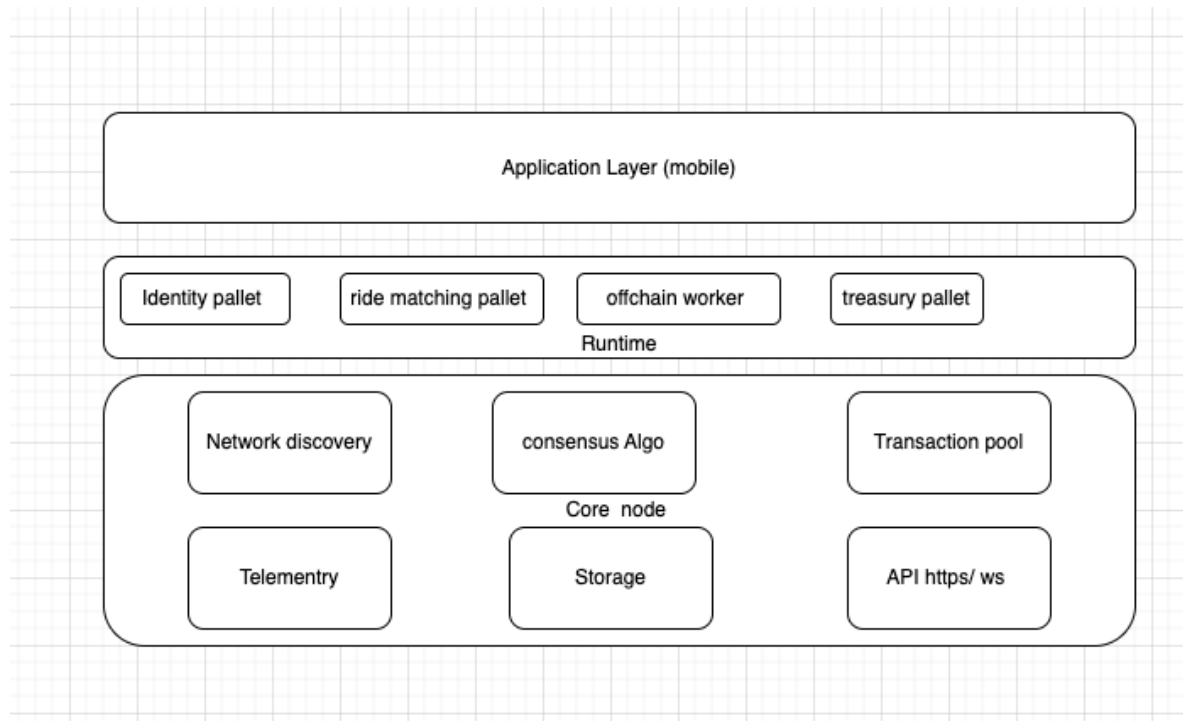 Application Layer (mobile)
Identity pallet
ride matching pallet
offchain worker
treasury pallet
Runtime
Network discovery
consensus Algo
Transaction pool
Core node
Telementry
Storage
API https/ ws